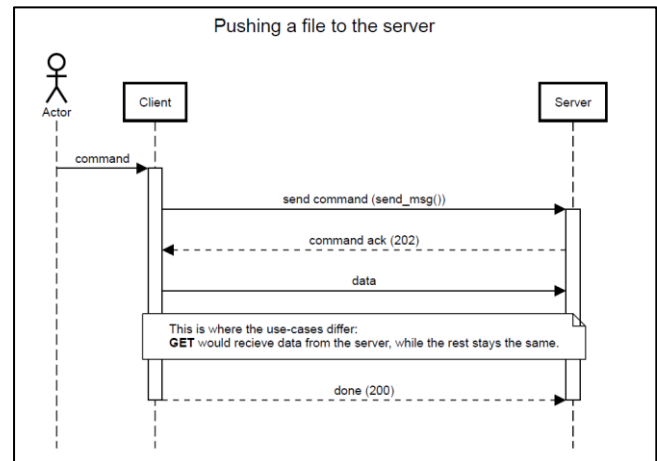 Pushing a file to the server
Actor
Client
Server
command
send command (send_msg())
command ack (202)
data
This is where the use-cases differ:
GET would recieve data from the server, while the rest stays the same.
done (200)